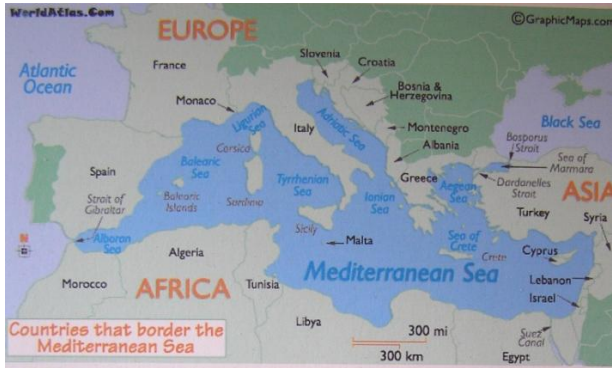 WorldAtlas.Com
©GraphicMaps.com
EUROPE
Atlantic
Ocean
France
Slovenia
Croatia
Bosnia &
Herzegovina
Monaco
Ligurian
Sea
Italy
Adriatic Sea
Montenegro
Albania
Black Sea
Bosporus
Strait
Sea of
Marmara
Corsica
Balearic
Sea
Spain
Greece
Aegean
Sea
Dardanelles
Strait
ASIA
Strait of
Gibraltar
Balearic
Islands
Sardinia
Tyrrhenian
Sea
Ionian
Sea
Turkey
Syria
N
Alboran
Sea
Sicily
Malta
Sea of
Crete
Crete
Cyprus
Algeria
Mediterranean Sea
Lebanon
Israel
Morocco
AFRICA
Tunisia
Libya
300 mi
300 km
Suez
Canal
Egypt
Countries that border the
Mediterranean Sea